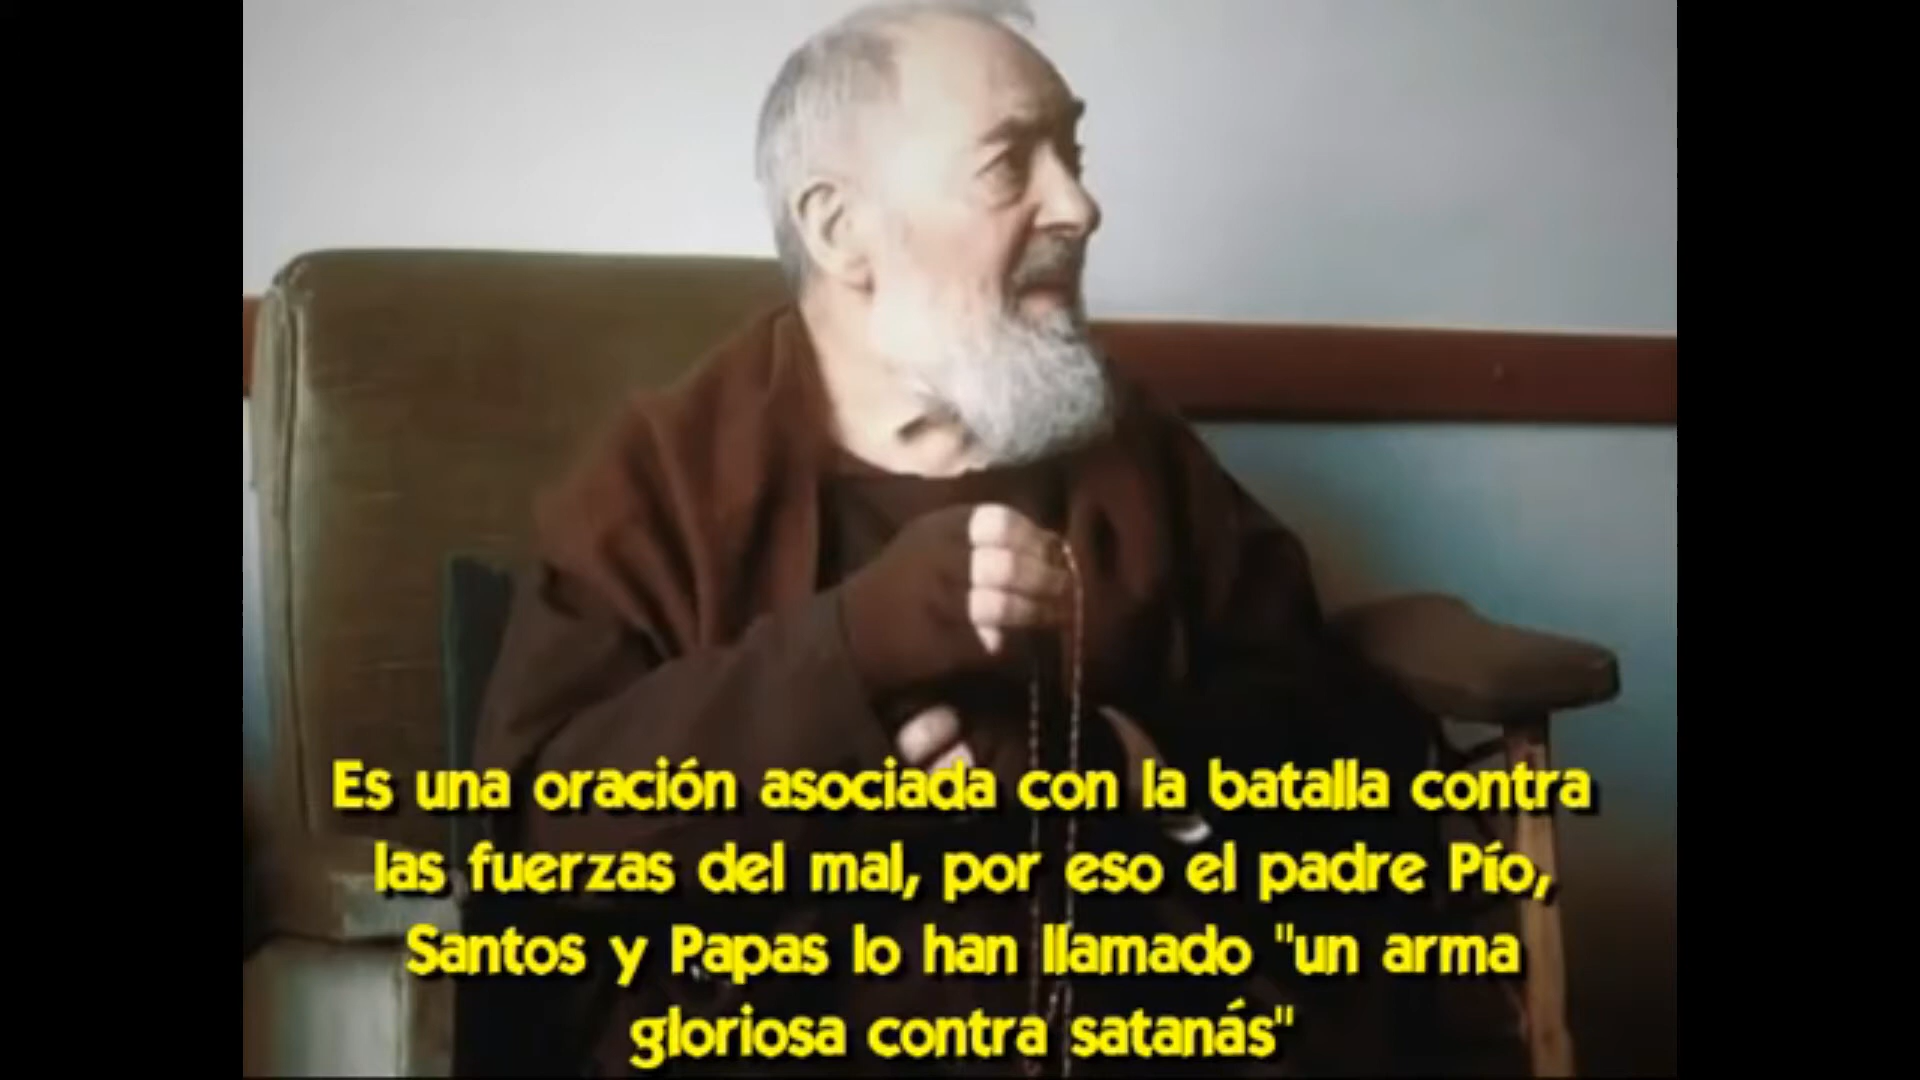 Es una oración asociada con la batalla contra
las fuerzas del mal, por eso el padre Pío,
Santos y Papas lo han llamado "un arma
gloriosa contra satanás"